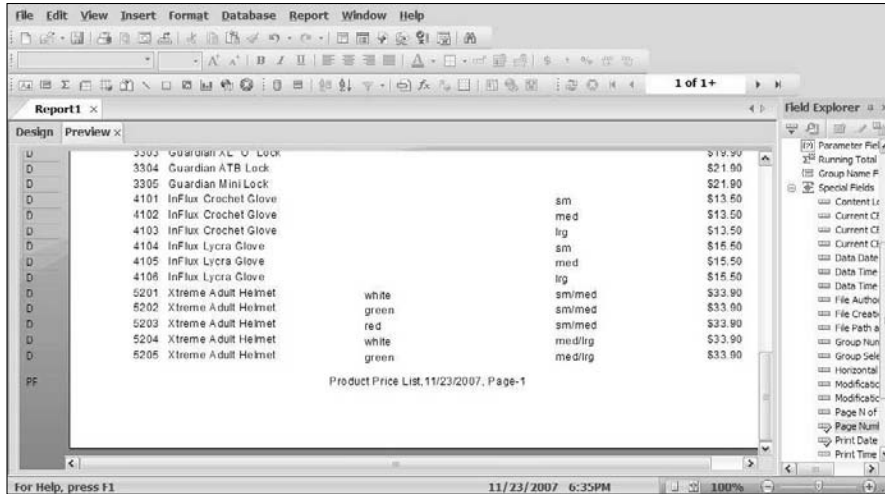 File Edit View Insert Format Database Report Window Help
1 of 1+
Report1 ×
Field Explorer
Design Preview ×
D 3303 Guardian XL "U" Lock $19.90
D 3304 Guardian ATB Lock $21.90
D 3305 Guardian Mini Lock $21.90
D 4101 InFlux Crochet Glove sm $13.50
D 4102 InFlux Crochet Glove med $13.50
D 4103 InFlux Crochet Glove lrg $13.50
D 4104 InFlux Lycra Glove sm $15.50
D 4105 InFlux Lycra Glove med $15.50
D 4106 InFlux Lycra Glove lrg $15.50
D 5201 Xtreme Adult Helmet white sm/med $33.90
D 5202 Xtreme Adult Helmet green sm/med $33.90
D 5203 Xtreme Adult Helmet red sm/med $33.90
D 5204 Xtreme Adult Helmet white med/lrg $33.90
D 5205 Xtreme Adult Helmet green med/lrg $33.90
PF Product Price List,11/23/2007, Page-1
Parameter Fiel
Running Total
Group Name F
Special Fields
Content Lo
Current CE
Current CE
Current CE
Data Date
Data Time
Data Time
File Author
File Creatio
File Path a
Group Num
Group Sele
Horizontal
Modificatic
Modificatic
Page N of
Page Numl
Print Date
Print Time
For Help, press F1
11/23/2007 6:35PM
100%